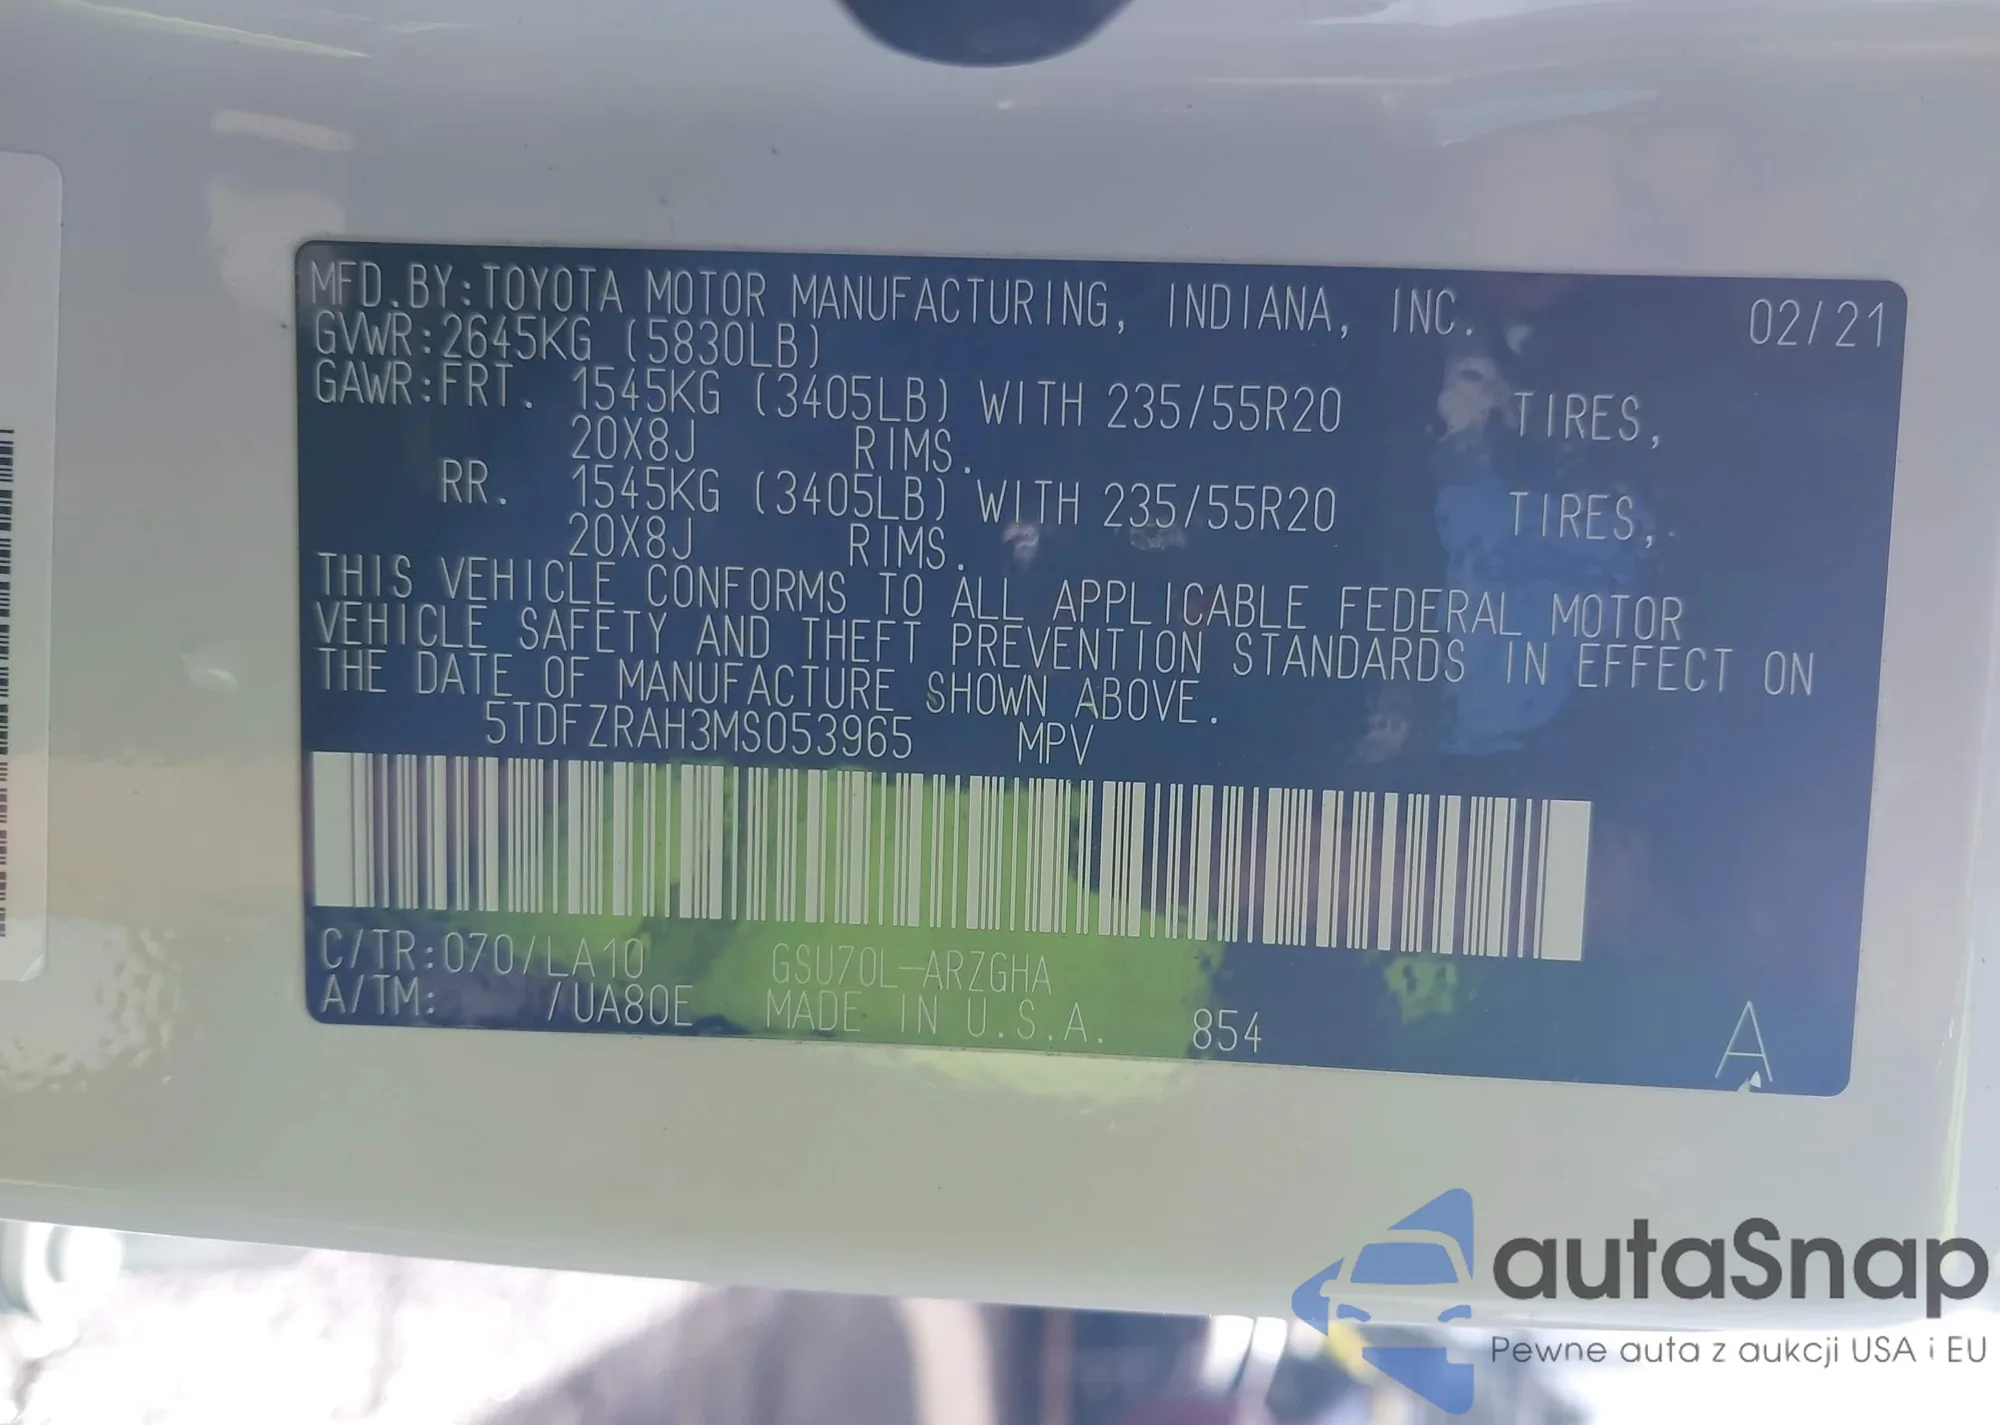 MFD.BY:TOYOTA MOTOR MANUFACTURING, INDIANA, INC. 02/21
GVWR:2645KG (5830LB)
GAWR:FRT. 1545KG (3405LB) WITH 235/55R20 TIRES,
20X8J RIMS.
RR. 1545KG (3405LB) WITH 235/55R20 TIRES,
20X8J RIMS.
THIS VEHICLE CONFORMS TO ALL APPLICABLE FEDERAL MOTOR
VEHICLE SAFETY AND THEFT PREVENTION STANDARDS IN EFFECT ON
THE DATE OF MANUFACTURE SHOWN ABOVE.
5TDFZRAH3MS053965 MPV
C/TR:070/LA10 GSU70L-ARZGHA
A/TM: /UA80E MADE IN U.S.A. 854 A
autaSnap
Pewne auta z aukcji USA i EU